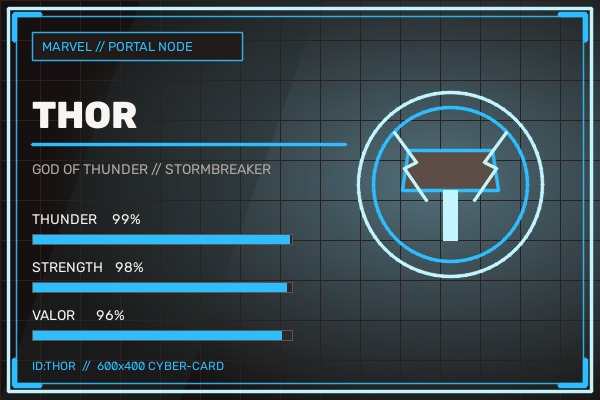 MARVEL // PORTAL NODE
THOR
GOD OF THUNDER // STORMBREAKER
THUNDER 99%
STRENGTH 98%
VALOR 96%
ID:THOR // 600x400 CYBER-CARD